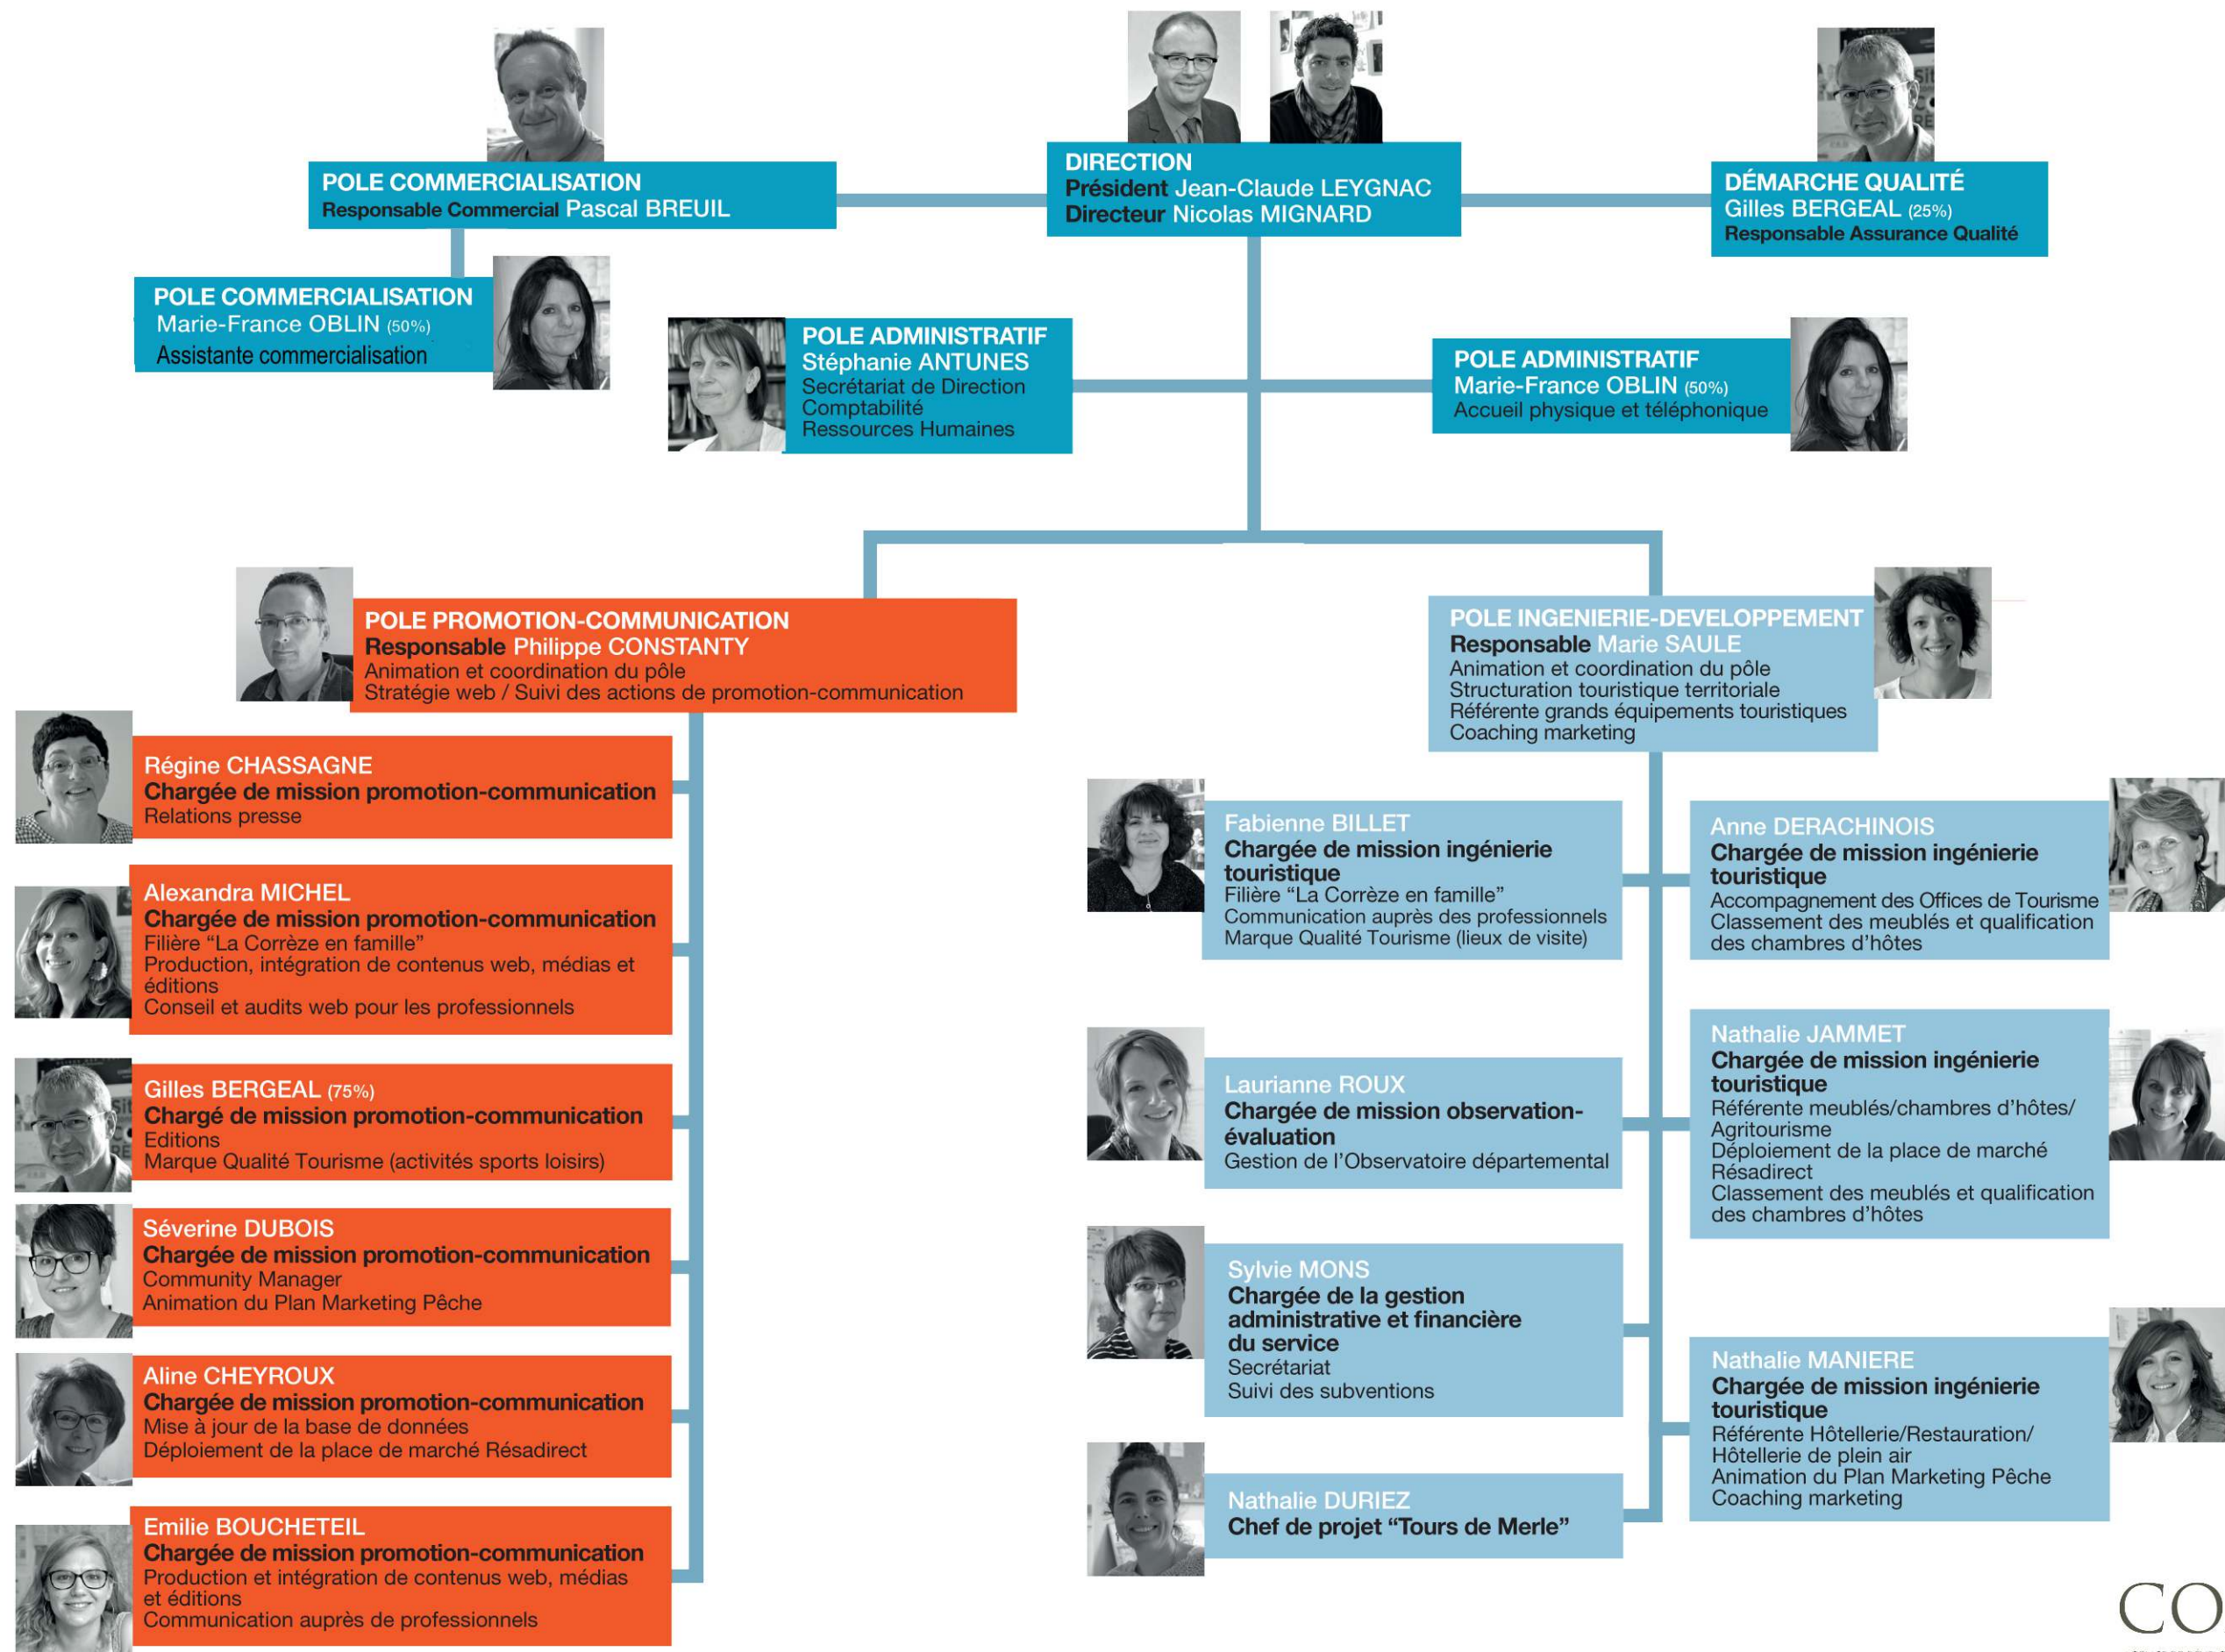 POLE COMMERCIALISATION
Responsable Commercial Pascal BREUIL
DIRECTION
Président Jean-Claude LEYGNAC
Directeur Nicolas MIGNARD
DÉMARCHE QUALITÉ
Gilles BERGEAL (25%)
Responsable Assurance Qualité
POLE COMMERCIALISATION
Marie-France OBLIN (50%)
Assistante commercialisation
POLE ADMINISTRATIF
Stéphanie ANTUNES
Secrétariat de Direction
Comptabilité
Ressources Humaines
POLE ADMINISTRATIF
Marie-France OBLIN (50%)
Accueil physique et téléphonique
POLE PROMOTION-COMMUNICATION
Responsable Philippe CONSTANTY
Animation et coordination du pôle
Stratégie web / Suivi des actions de promotion-communication
Régine CHASSAGNE
Chargée de mission promotion-communication
Relations presse
Alexandra MICHEL
Chargée de mission promotion-communication
Filière “La Corrèze en famille”
Production, intégration de contenus web, médias et
éditions
Conseil et audits web pour les professionnels
Gilles BERGEAL (75%)
Chargé de mission promotion-communication
Editions
Marque Qualité Tourisme (activités sports loisirs)
Séverine DUBOIS
Chargée de mission promotion-communication
Community Manager
Animation du Plan Marketing Pêche
Aline CHEYROUX
Chargée de mission promotion-communication
Mise à jour de la base de données
Déploiement de la place de marché Résadirect
Emilie BOUCHETEIL
Chargée de mission promotion-communication
Production et intégration de contenus web, médias
et éditions
Communication auprès de professionnels
POLE INGENIERIE-DEVELOPPEMENT
Responsable Marie SAULE
Animation et coordination du pôle
Structuration touristique territoriale
Référente grands équipements touristiques
Coaching marketing
Fabienne BILLET
Chargée de mission ingénierie
touristique
Filière “La Corrèze en famille”
Communication auprès des professionnels
Marque Qualité Tourisme (lieux de visite)
Laurianne ROUX
Chargée de mission observation-
évaluation
Gestion de l’Observatoire départemental
Sylvie MONS
Chargée de la gestion
administrative et financière
du service
Secrétariat
Suivi des subventions
Nathalie DURIEZ
Chef de projet “Tours de Merle”
Anne DERACHINOIS
Chargée de mission ingénierie
touristique
Accompagnement des Offices de Tourisme
Classement des meublés et qualification
des chambres d’hôtes
Nathalie JAMMET
Chargée de mission ingénierie
touristique
Référente meublés/chambres d’hôtes/
Agritourisme
Déploiement de la place de marché
Résadirect
Classement des meublés et qualification
des chambres d’hôtes
Nathalie MANIERE
Chargée de mission ingénierie
touristique
Référente Hôtellerie/Restauration/
Hôtellerie de plein air
Animation du Plan Marketing Pêche
Coaching marketing
CO